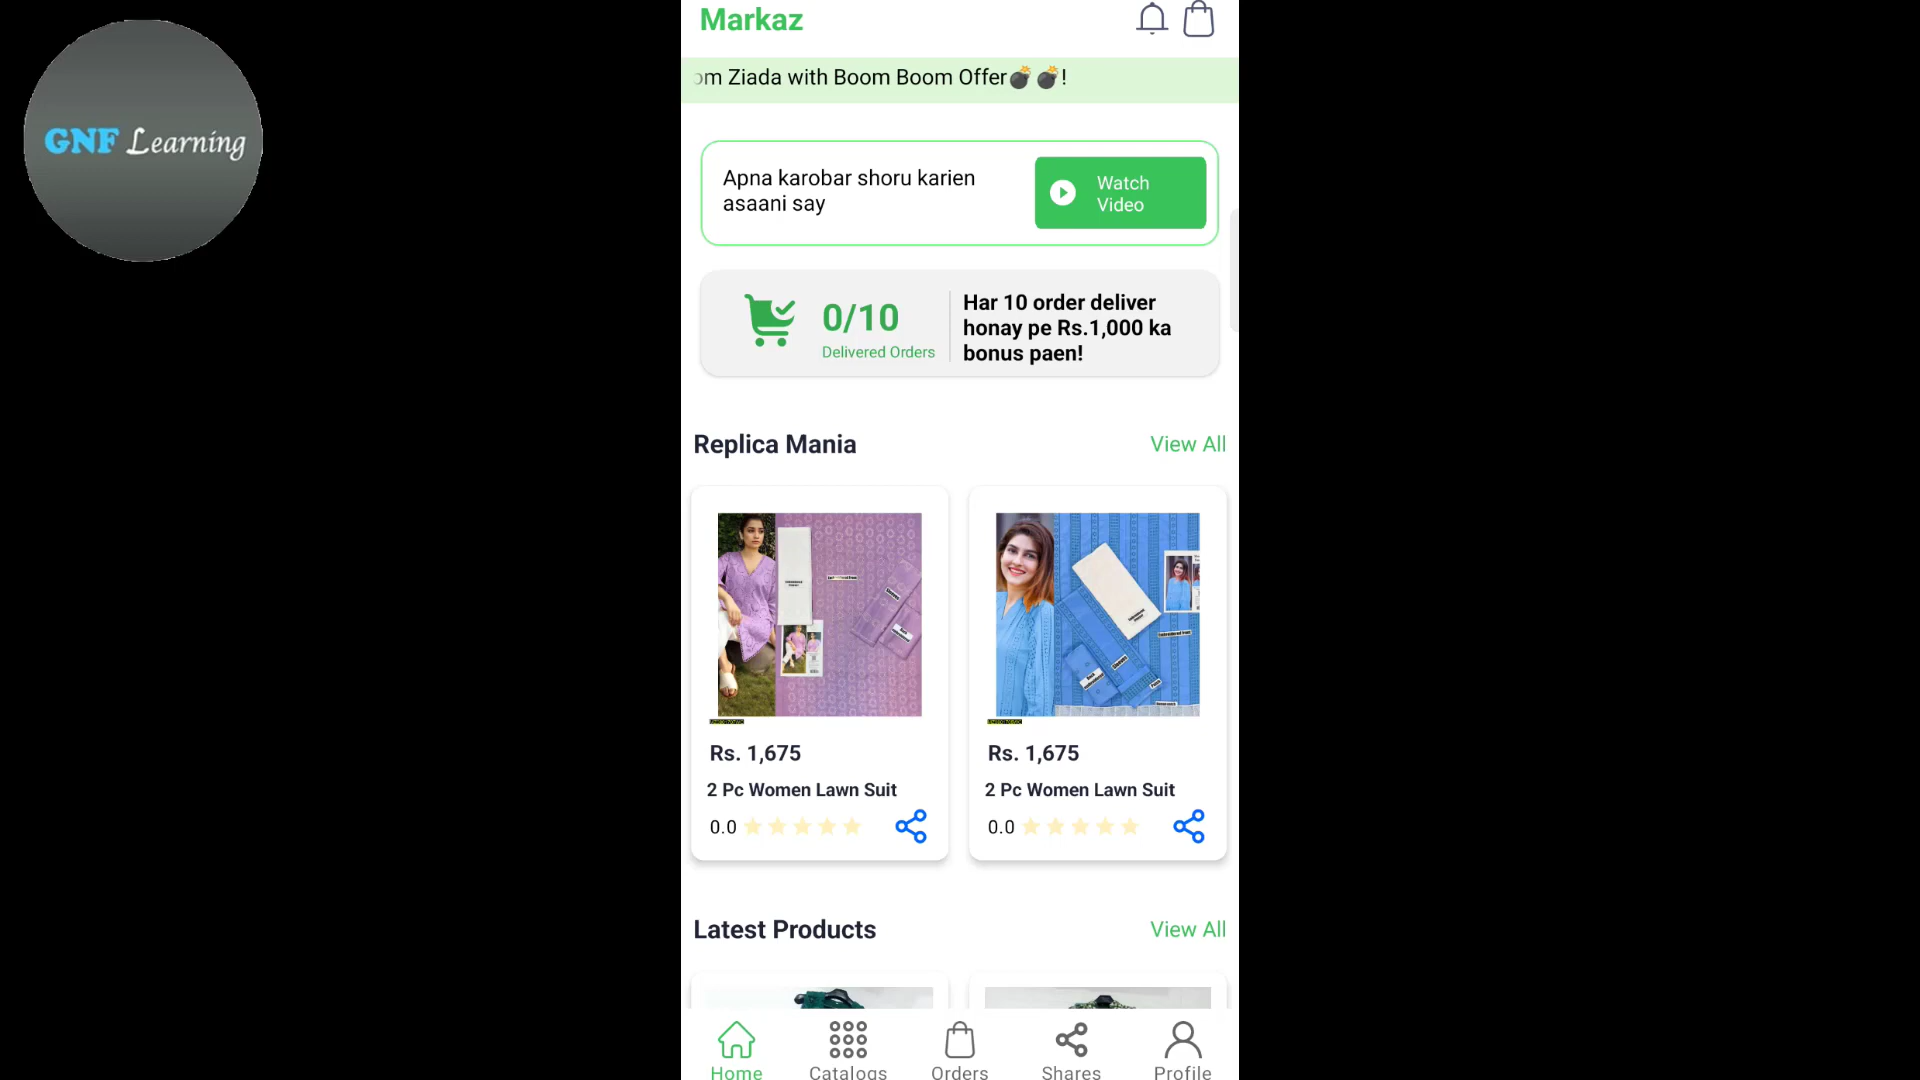 GNF Learning
Markaz
om Ziada with Boom Boom Offer💣💣!
Apna karobar shoru karien
asaani say
Watch
Video
0/10
Delivered Orders
Har 10 order deliver
honay pe Rs.1,000 ka
bonus paen!
Replica Mania
View All
Rs. 1,675
2 Pc Women Lawn Suit
0.0
Rs. 1,675
2 Pc Women Lawn Suit
0.0
Latest Products
View All
Home
Catalogs
Orders
Shares
Profile